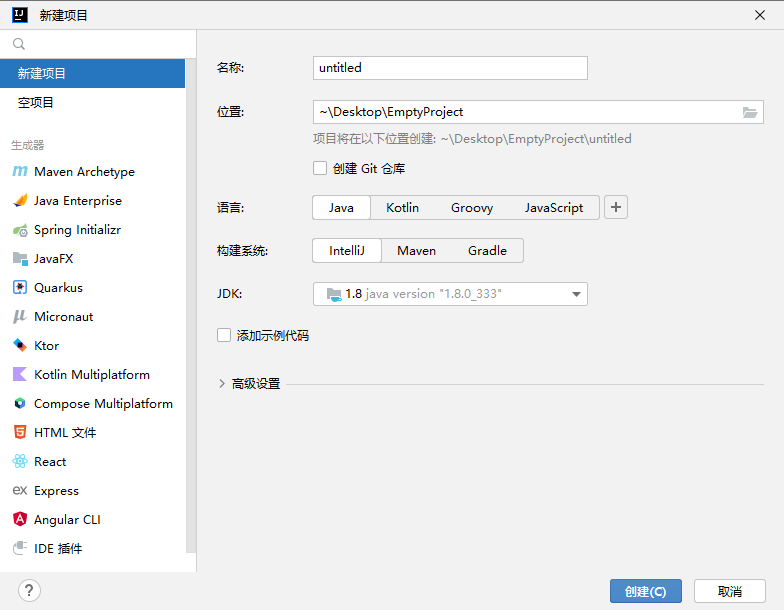 新建项目
新建项目
空项目
生成器
Maven Archetype
Java Enterprise
Spring Initializr
JavaFX
Quarkus
Micronaut
Ktor
Kotlin Multiplatform
Compose Multiplatform
HTML 文件
React
Express
Angular CLI
IDE 插件
名称: untitled
位置: ~\Desktop\EmptyProject
项目将在以下位置创建: ~\Desktop\EmptyProject\untitled
创建 Git 仓库
语言: Java Kotlin Groovy JavaScript +
构建系统: IntelliJ Maven Gradle
JDK: 1.8 java version "1.8.0_333"
添加示例代码
高级设置
? 创建(C) 取消